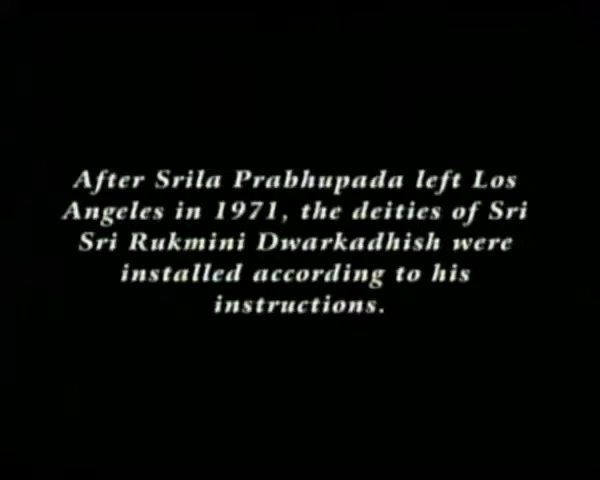 After Srila Prabhupada left Los
Angeles in 1971, the deities of Sri
Sri Rukmini Dwarkadhish were
installed according to his
instructions.